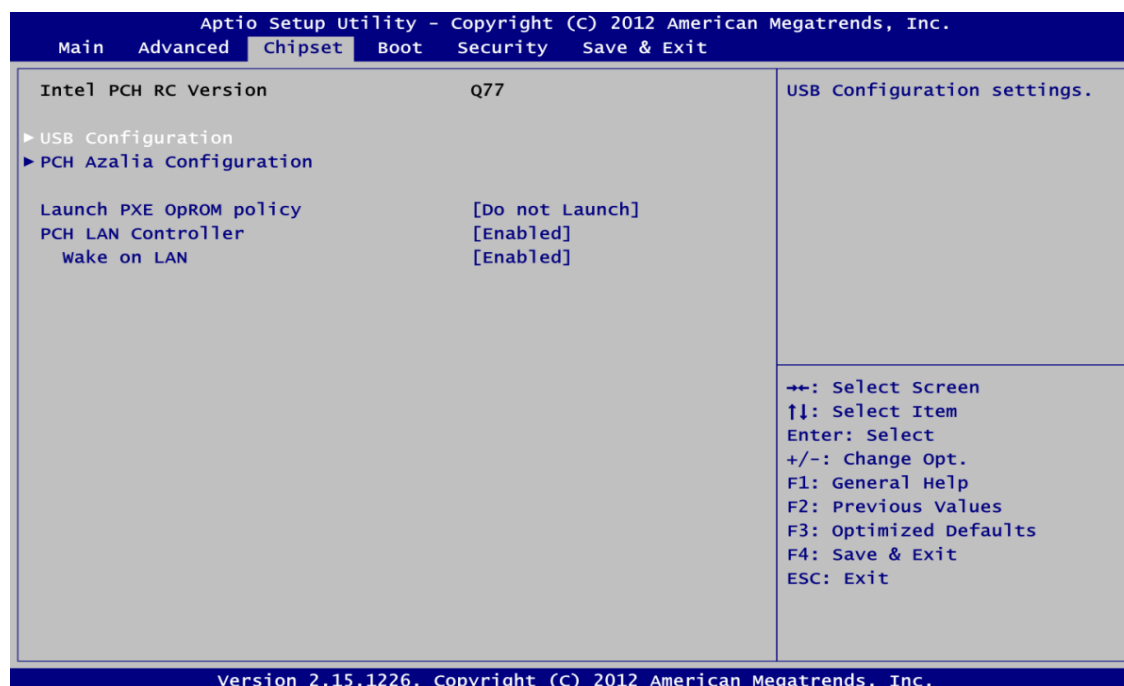 Aptio Setup Utility – Copyright (C) 2012 American Megatrends, Inc.
Main Advanced Chipset Boot Security Save & Exit
Intel PCH RC Version Q77
►USB Configuration
►PCH Azalia Configuration
Launch PXE OpROM policy [Do not Launch]
PCH LAN Controller [Enabled]
Wake on LAN [Enabled]
USB Configuration settings.
→←: Select Screen
↑↓: Select Item
Enter: Select
+/-: Change Opt.
F1: General Help
F2: Previous Values
F3: Optimized Defaults
F4: Save & Exit
ESC: Exit
Version 2.15.1226. Copyright (C) 2012 American Megatrends, Inc.